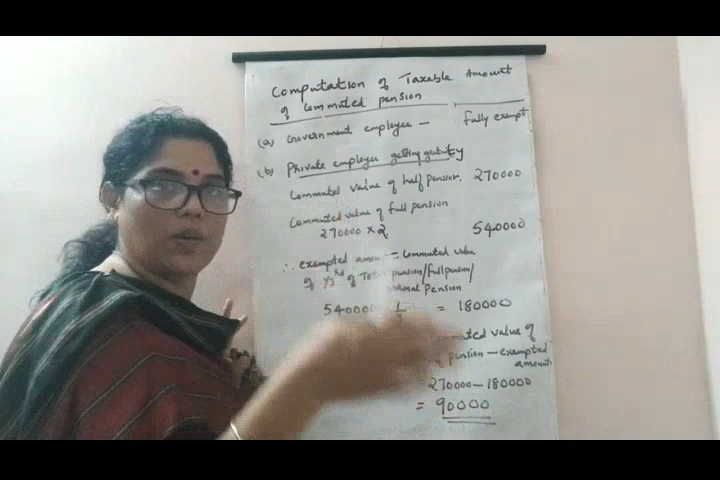 Computation of Taxable Amount
of Commuted pension
(a) Government employee - Fully exempt
(b) Private employee getting gratuity
Commuted value of half pension. 270000
Commuted value of full pension
270000 x 2 540000
∴ exempted amount = Commuted value
of 1/3rd of Total pension/full pension/
normal Pension
540000 1 = 180000
Commuted value of
pension - exempted
amount
= 270000 - 180000
= 90000